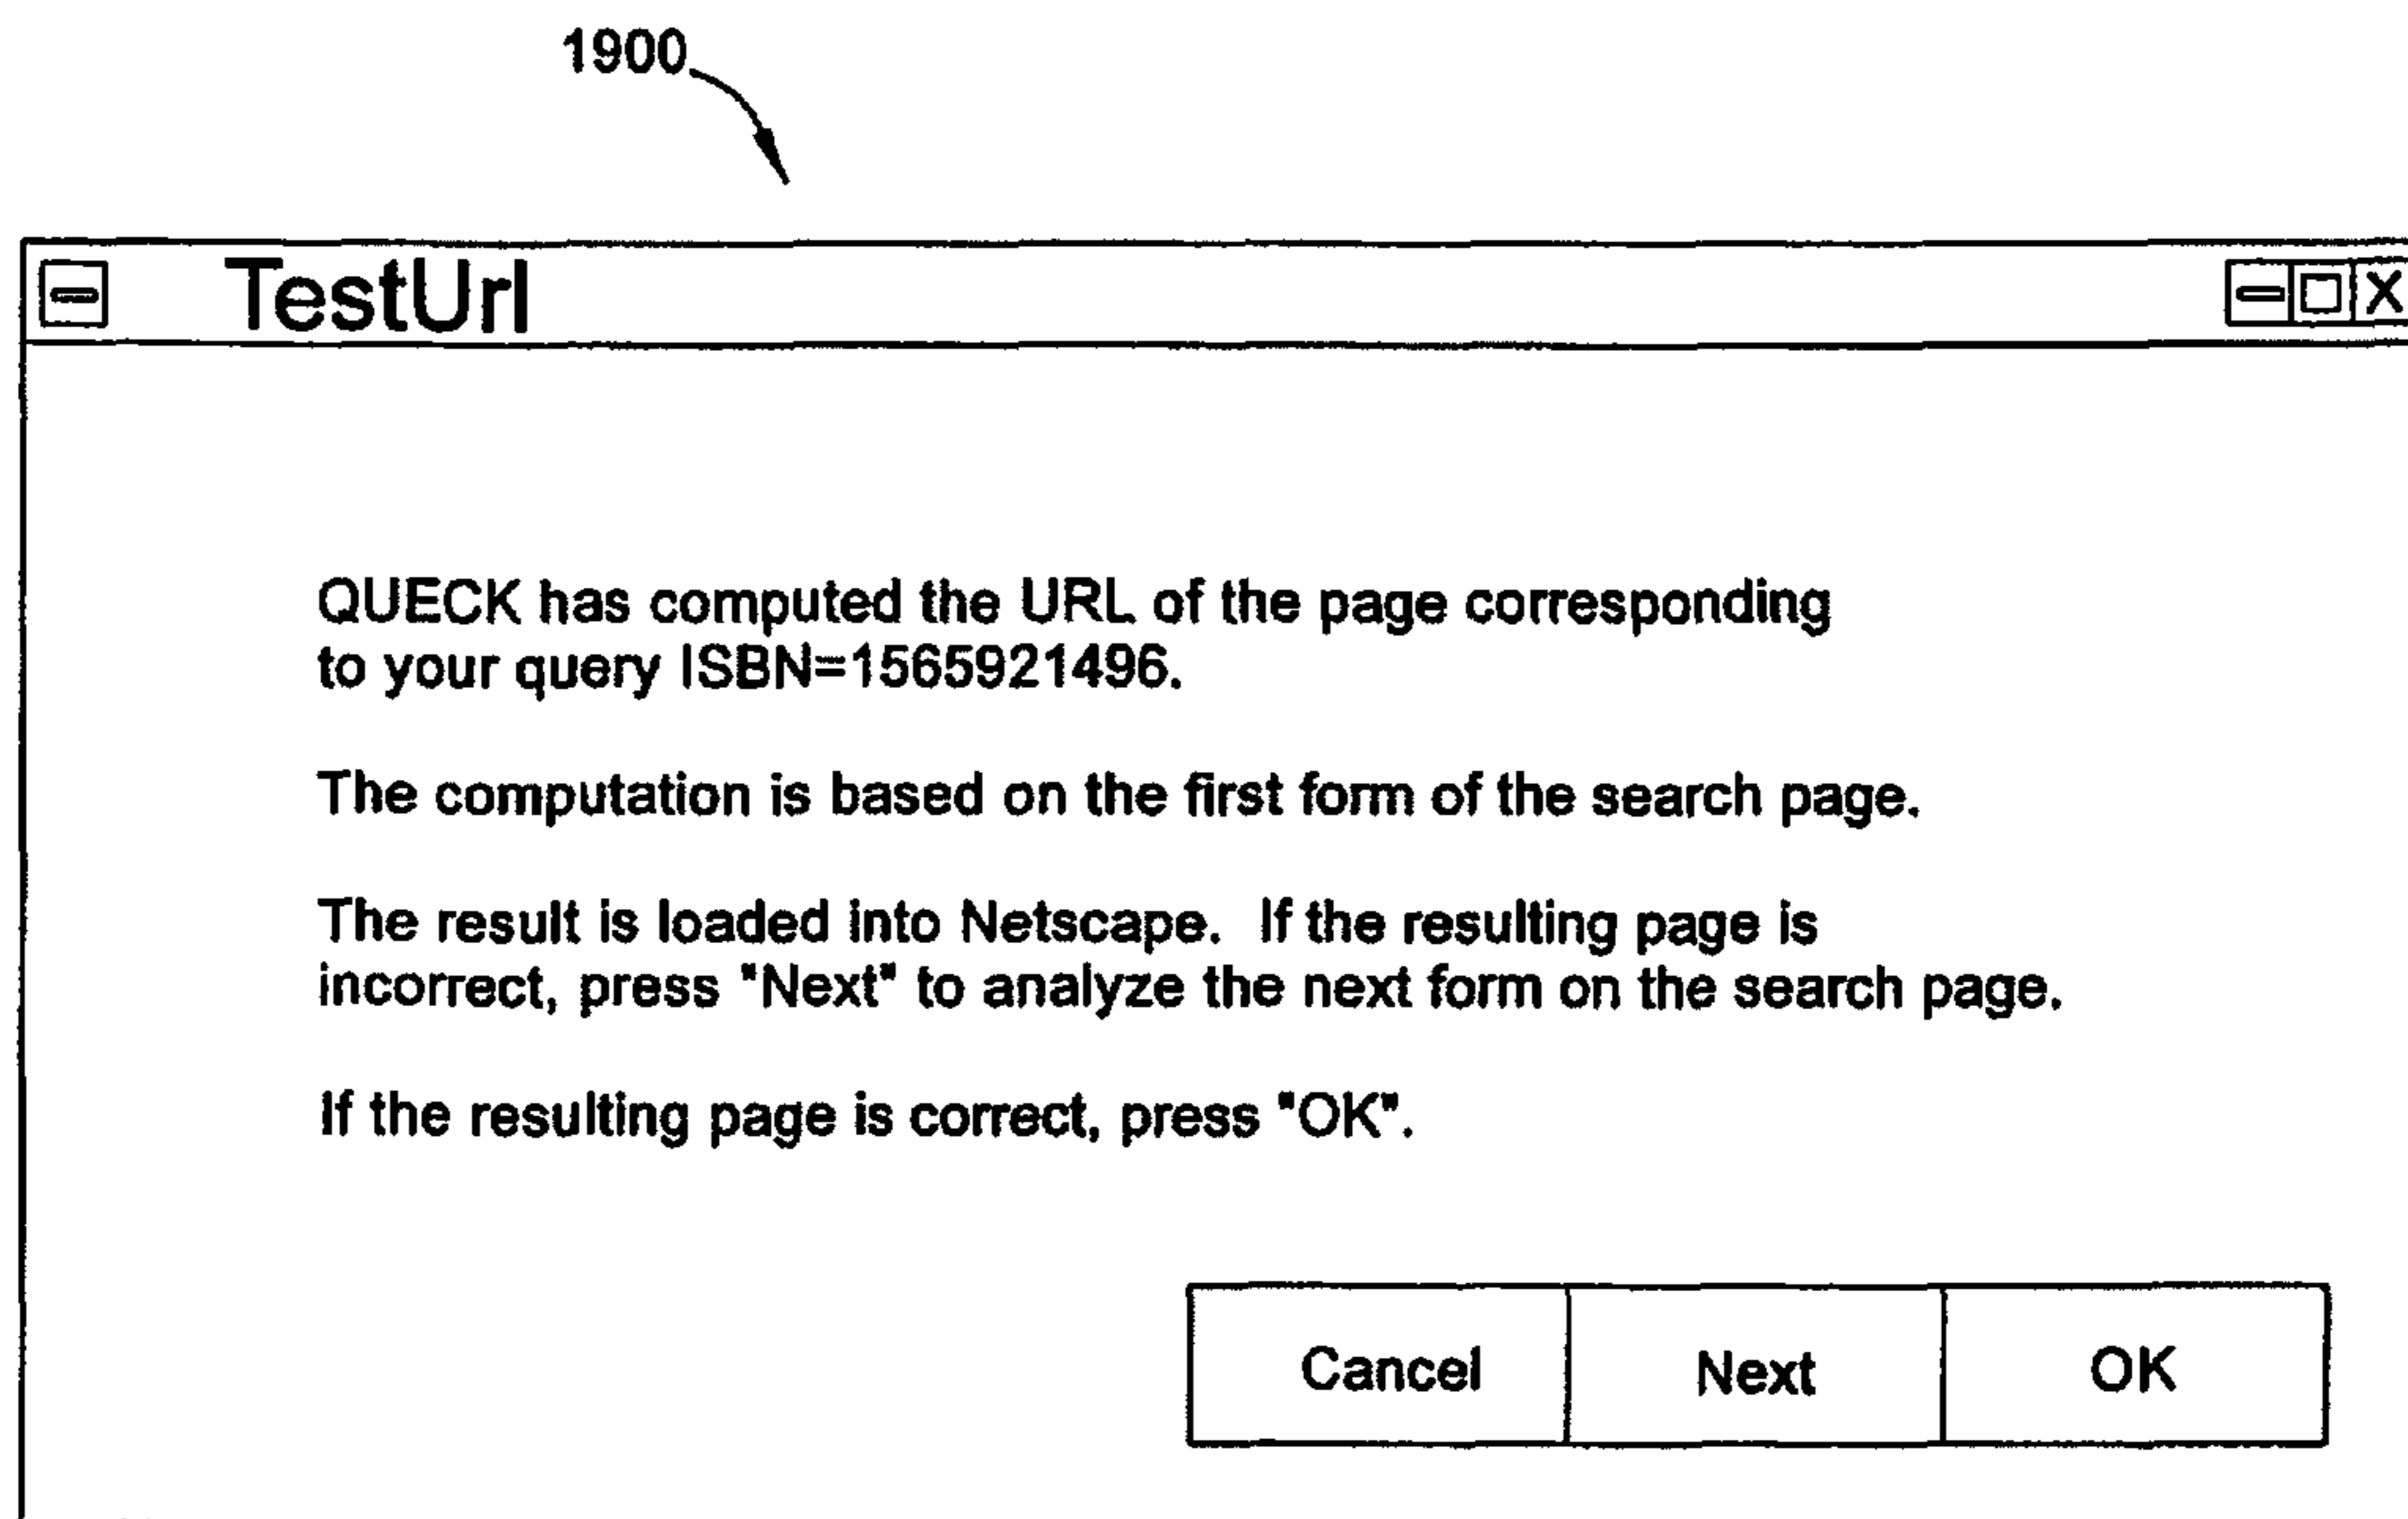 1900
TestUrl
X
QUECK has computed the URL of the page corresponding
to your query ISBN=1565921496.
The computation is based on the first form of the search page.
The result is loaded into Netscape. If the resulting page is
incorrect, press "Next" to analyze the next form on the search page.
If the resulting page is correct, press "OK".
Cancel Next OK